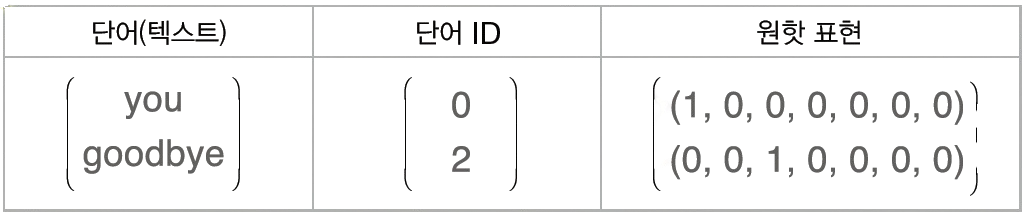 단어(텍스트) 단어 ID 원핫 표현
you 0 (1, 0, 0, 0, 0, 0, 0)
goodbye 2 (0, 0, 1, 0, 0, 0, 0)